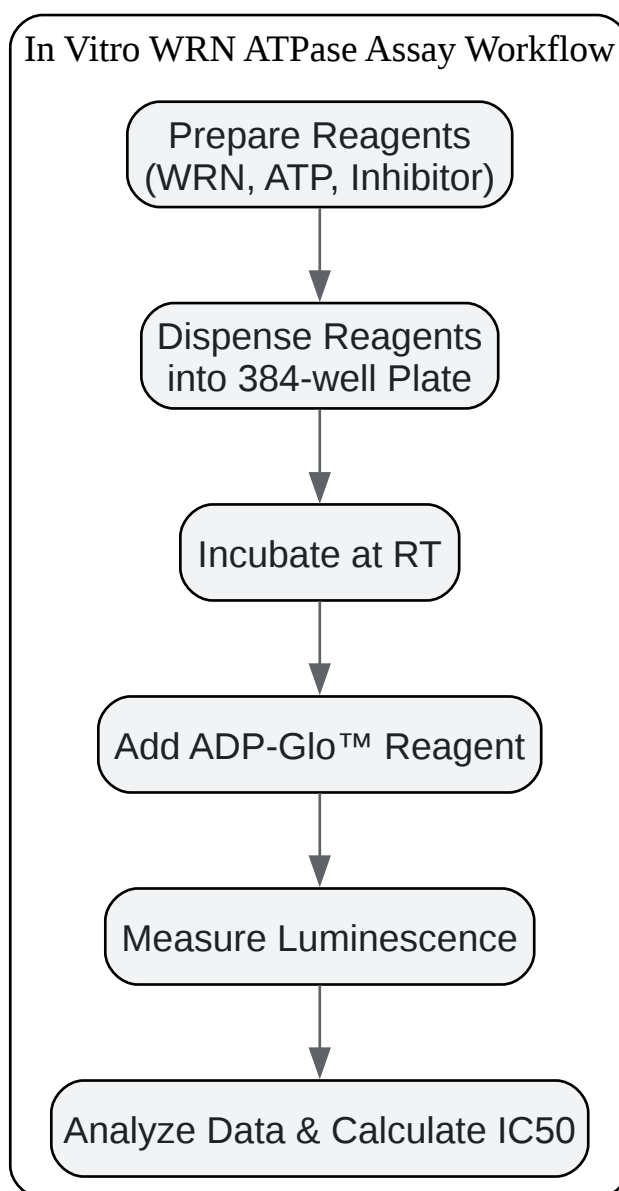 In Vitro WRN ATPase Assay Workflow
Prepare Reagents
(WRN, ATP, Inhibitor)
Dispense Reagents
into 384-well Plate
Incubate at RT
Add ADP-Glo™ Reagent
Measure Luminescence
Analyze Data & Calculate IC50